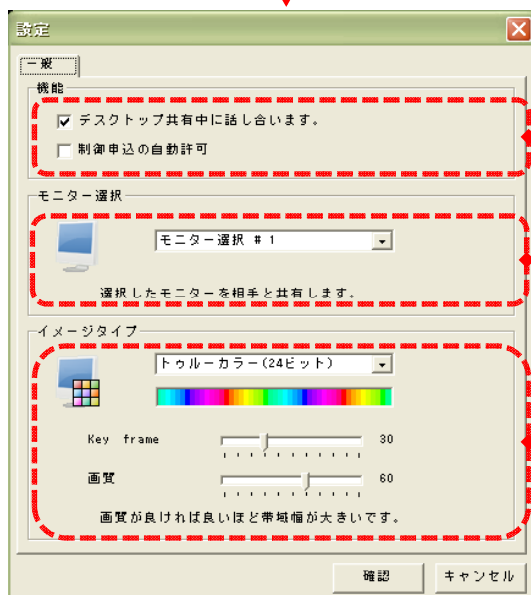 設定
一般
機能
デスクトップ共有中に話し合います。
制御申込の自動許可
モニター選択
モニター選択 # 1
選択したモニターを相手と共有します。
イメージタイプ
トゥルーカラー(24ビット)
Key frame 30
画質 60
画質が良ければ良いほど帯域幅が大きいです。
確認 キャンセル